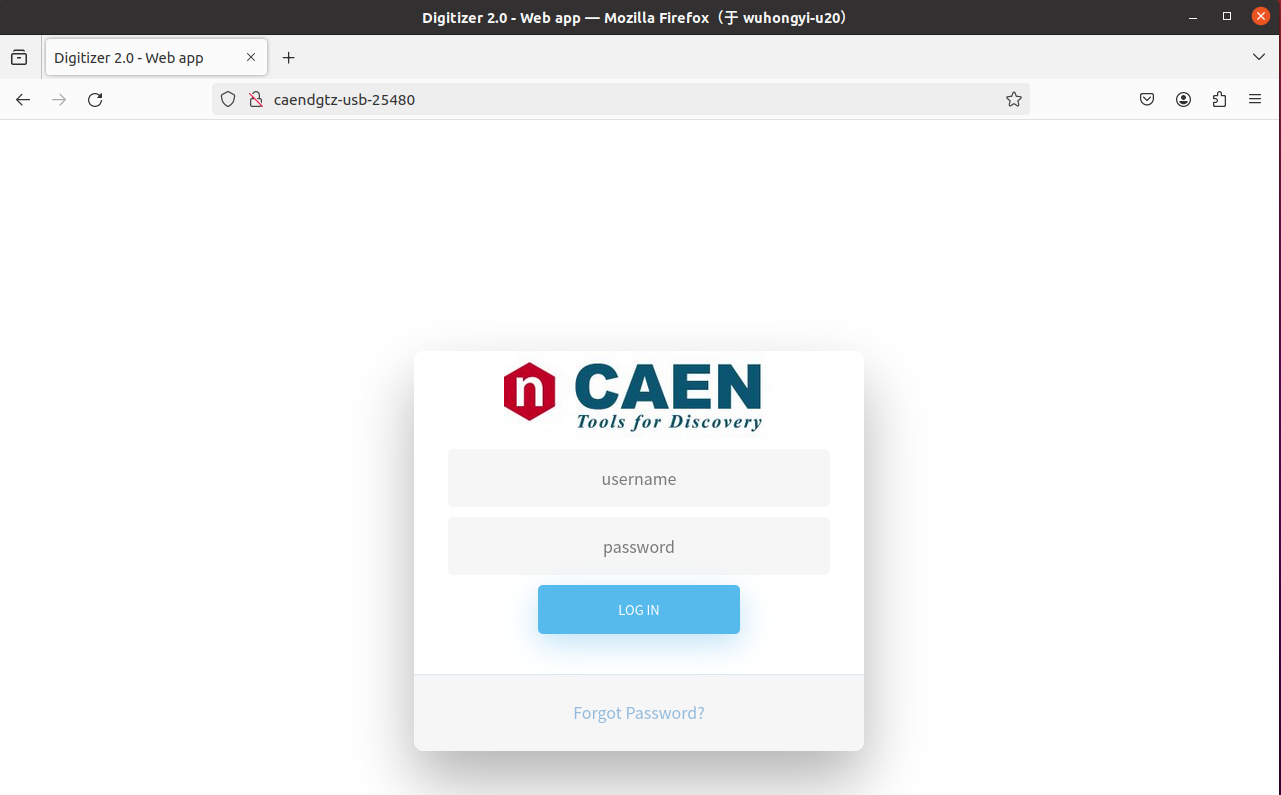 Digitizer 2.0 - Web app — Mozilla Firefox（于 wuhongyi-u20）
Digitizer 2.0 - Web app
caendgtz-usb-25480
n CAEN
Tools for Discovery
username
password
LOG IN
Forgot Password?